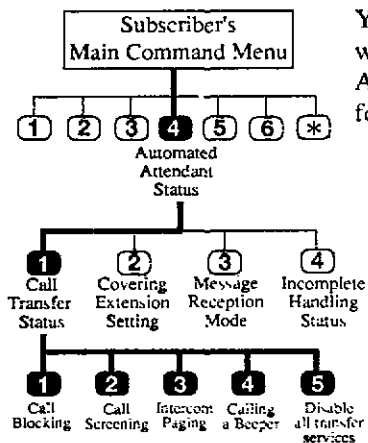 Subscriber's
Main Command Menu
1 2 3 4 5 6 *
Automated
Attendant
Status
1 2 3 4
Call
Transfer
Status
Covering
Extension
Setting
Message
Reception
Mode
Incomplete
Handling
Status
1 2 3 4 5
Call
Blocking
Call
Screening
Intercom
Paging
Calling
a Beeper
Disable
all transfer
services